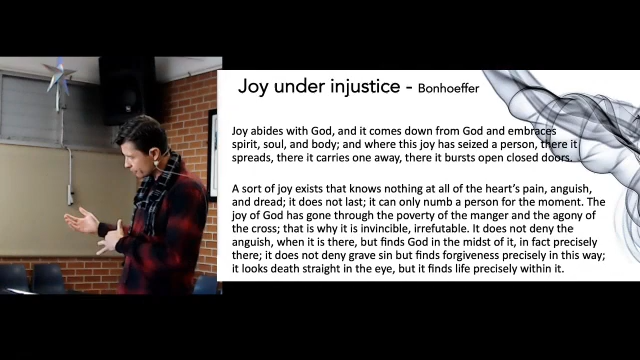 Joy under injustice - Bonhoeffer
Joy abides with God, and it comes down from God and embraces
spirit, soul, and body; and where this joy has seized a person, there it
spreads, there it carries one away, there it bursts open closed doors.
A sort of joy exists that knows nothing at all of the heart's pain, anguish,
and dread; it does not last; it can only numb a person for the moment. The
joy of God has gone through the poverty of the manger and the agony of
the cross; that is why it is invincible, irrefutable. It does not deny the
anguish, when it is there, but finds God in the midst of it, in fact precisely
there; it does not deny grave sin but finds forgiveness precisely in this way;
it looks death straight in the eye, but it finds life precisely within it.